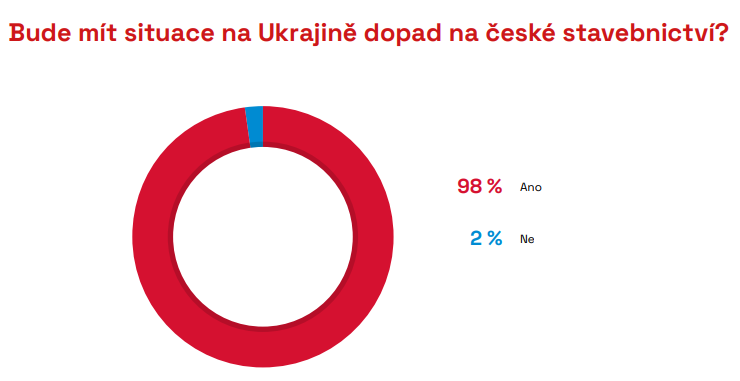 Bude mít situace na Ukrajině dopad na české stavebnictví?
98 % Ano
2 % Ne